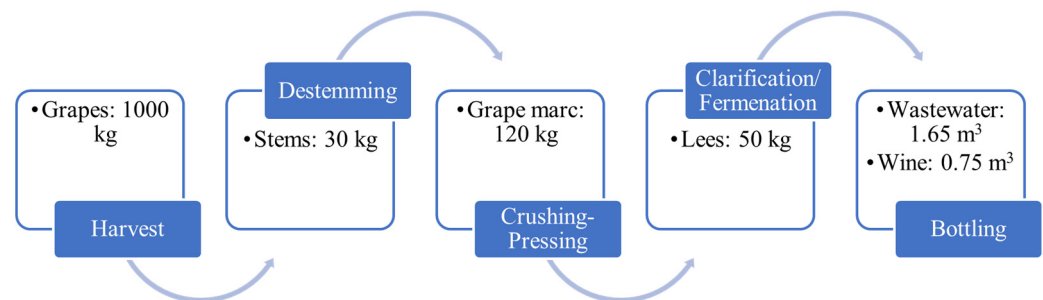 •Grapes: 1000
kg
Harvest
Destemming
•Stems: 30 kg
•Grape marc:
120 kg
Crushing-
Pressing
Clarification/
Fermenation
•Lees: 50 kg
•Wastewater:
1.65 m³
•Wine: 0.75 m³
Bottling